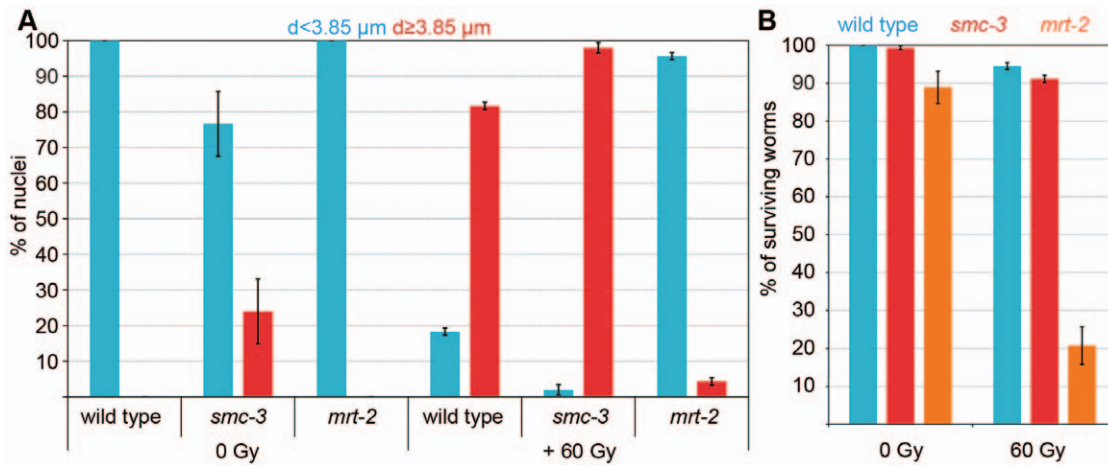 A
d<3.85 µm d≥3.85 µm
% of nuclei
100
90
80
70
60
50
40
30
20
10
wild type smc-3 mrt-2 wild type smc-3 mrt-2
0 Gy + 60 Gy
B
wild type smc-3 mrt-2
% of surviving worms
100
90
80
70
60
50
40
30
20
10
0 Gy 60 Gy